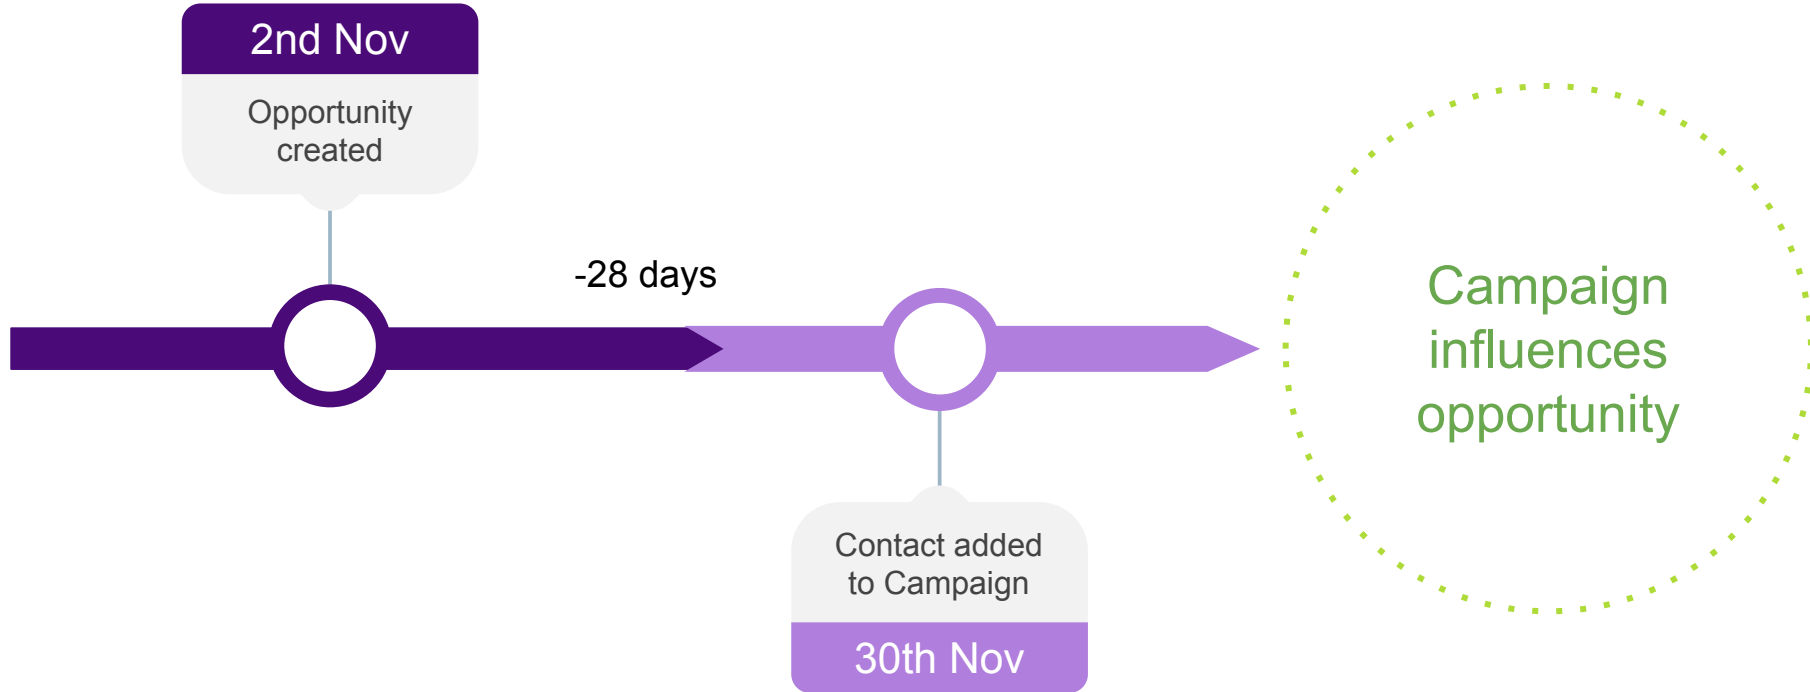 2nd Nov
Opportunity
created
-28 days
Contact added
to Campaign
30th Nov
Campaign
influences
opportunity